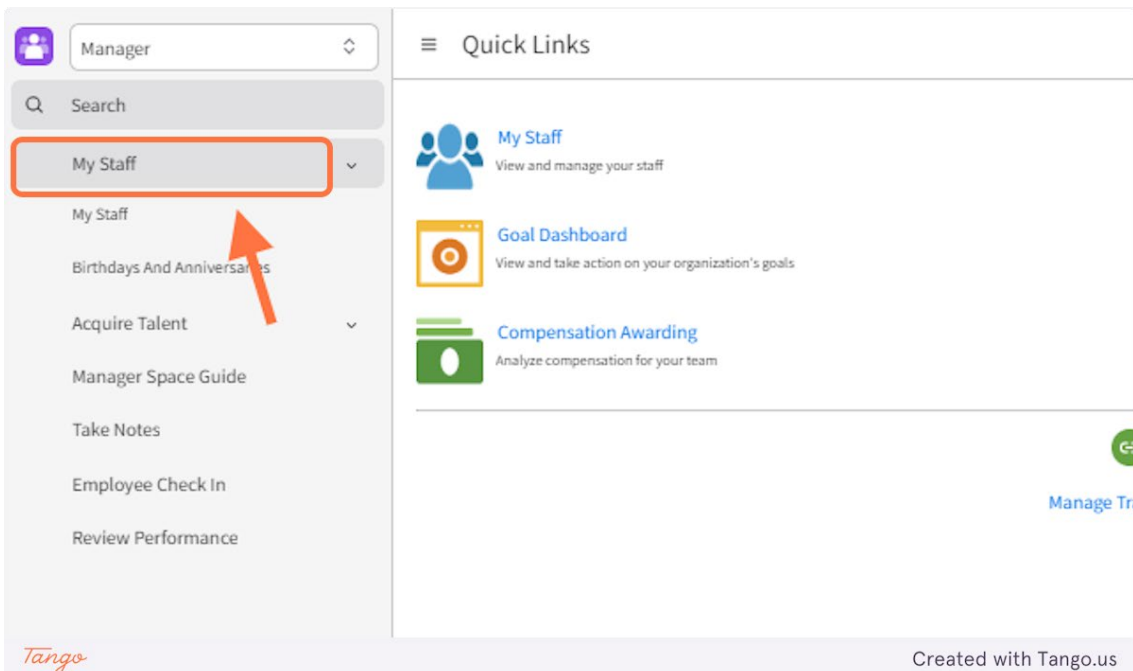 Manager
Search
My Staff
My Staff
Birthdays And Anniversaries
Acquire Talent
Manager Space Guide
Take Notes
Employee Check In
Review Performance
Quick Links
My Staff
View and manage your staff
Goal Dashboard
View and take action on your organization's goals
Compensation Awarding
Analyze compensation for your team
Manage Tr
Tango
Created with Tango.us